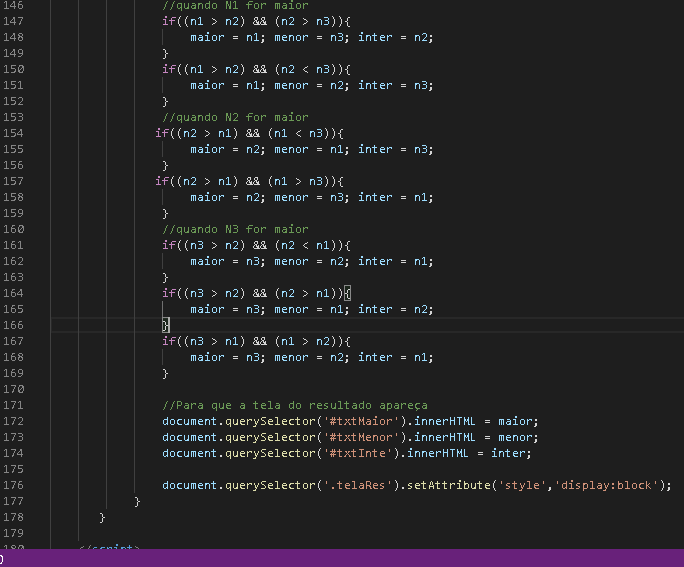 146 //quando N1 for maior
147 if((n1 > n2) && (n2 > n3)){
148 maior = n1; menor = n3; inter = n2;
149 }
150 if((n1 > n2) && (n2 < n3)){
151 maior = n1; menor = n2; inter = n3;
152 }
153 //quando N2 for maior
154 if((n2 > n1) && (n1 < n3)){
155 maior = n2; menor = n1; inter = n3;
156 }
157 if((n2 > n1) && (n1 > n3)){
158 maior = n2; menor = n3; inter = n1;
159 }
160 //quando N3 for maior
161 if((n3 > n2) && (n2 < n1)){
162 maior = n3; menor = n2; inter = n1;
163 }
164 if((n3 > n2) && (n2 > n1)){
165 maior = n3; menor = n1; inter = n2;
166 }
167 if((n3 > n1) && (n1 > n2)){
168 maior = n3; menor = n2; inter = n1;
169 }
170
171 //Para que a tela do resultado apareça
172 document.querySelector('#txtMaior').innerHTML = maior;
173 document.querySelector('#txtMenor').innerHTML = menor;
174 document.querySelector('#txtInte').innerHTML = inter;
175
176 document.querySelector('.telaRes').setAttribute('style','display:block');
177 }
178 }
179
180 </script>